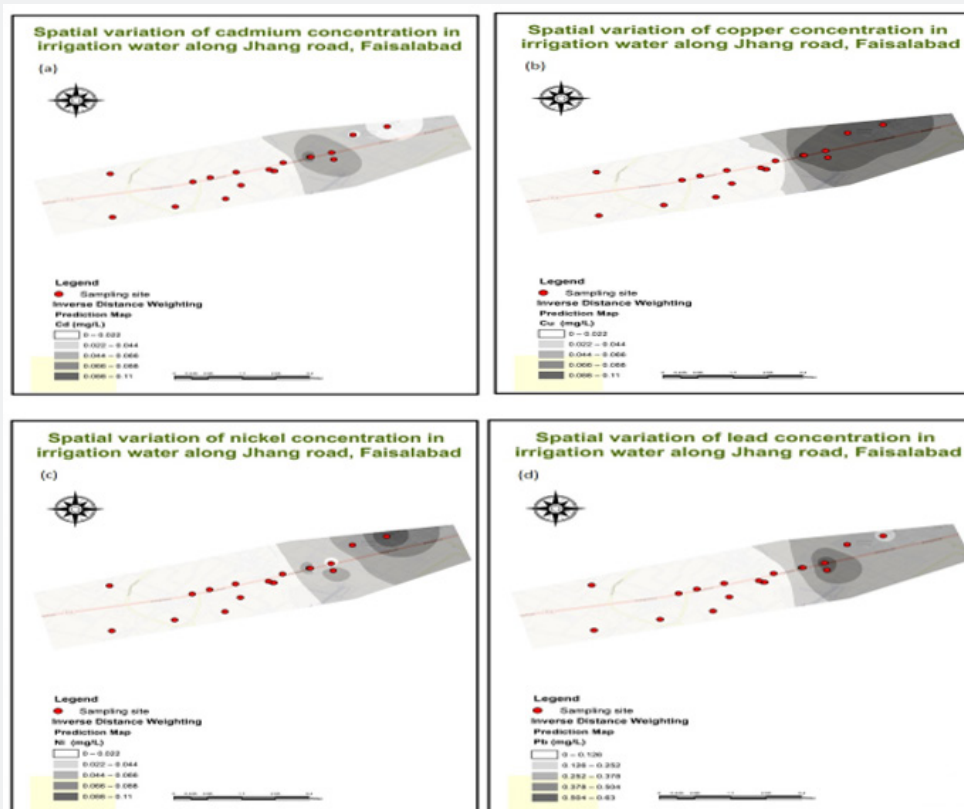 Spatial variation of cadmium concentration in
irrigation water along Jhang road, Faisalabad
(a)
Legend
Sampling site
Inverse Distance Weighting
Prediction Map
Cd (mg/L)
0 – 0.022
0.022 – 0.044
0.044 – 0.066
0.066 – 0.088
0.088 – 0.11
Spatial variation of copper concentration in
irrigation water along Jhang road, Faisalabad
(b)
Legend
Sampling site
Inverse Distance Weighting
Prediction Map
Cu (mg/L)
0 – 0.022
0.022 – 0.044
0.044 – 0.066
0.066 – 0.088
0.088 – 0.11
Spatial variation of nickel concentration in
irrigation water along Jhang road, Faisalabad
(c)
Legend
Sampling site
Inverse Distance Weighting
Prediction Map
Ni (mg/L)
0 – 0.022
0.022 – 0.044
0.044 – 0.066
0.066 – 0.088
0.088 – 0.11
Spatial variation of lead concentration in
irrigation water along Jhang road, Faisalabad
(d)
Legend
Sampling site
Inverse Distance Weighting
Prediction Map
Pb (mg/L)
0 – 0.126
0.126 – 0.252
0.252 – 0.378
0.378 – 0.504
0.504 – 0.63